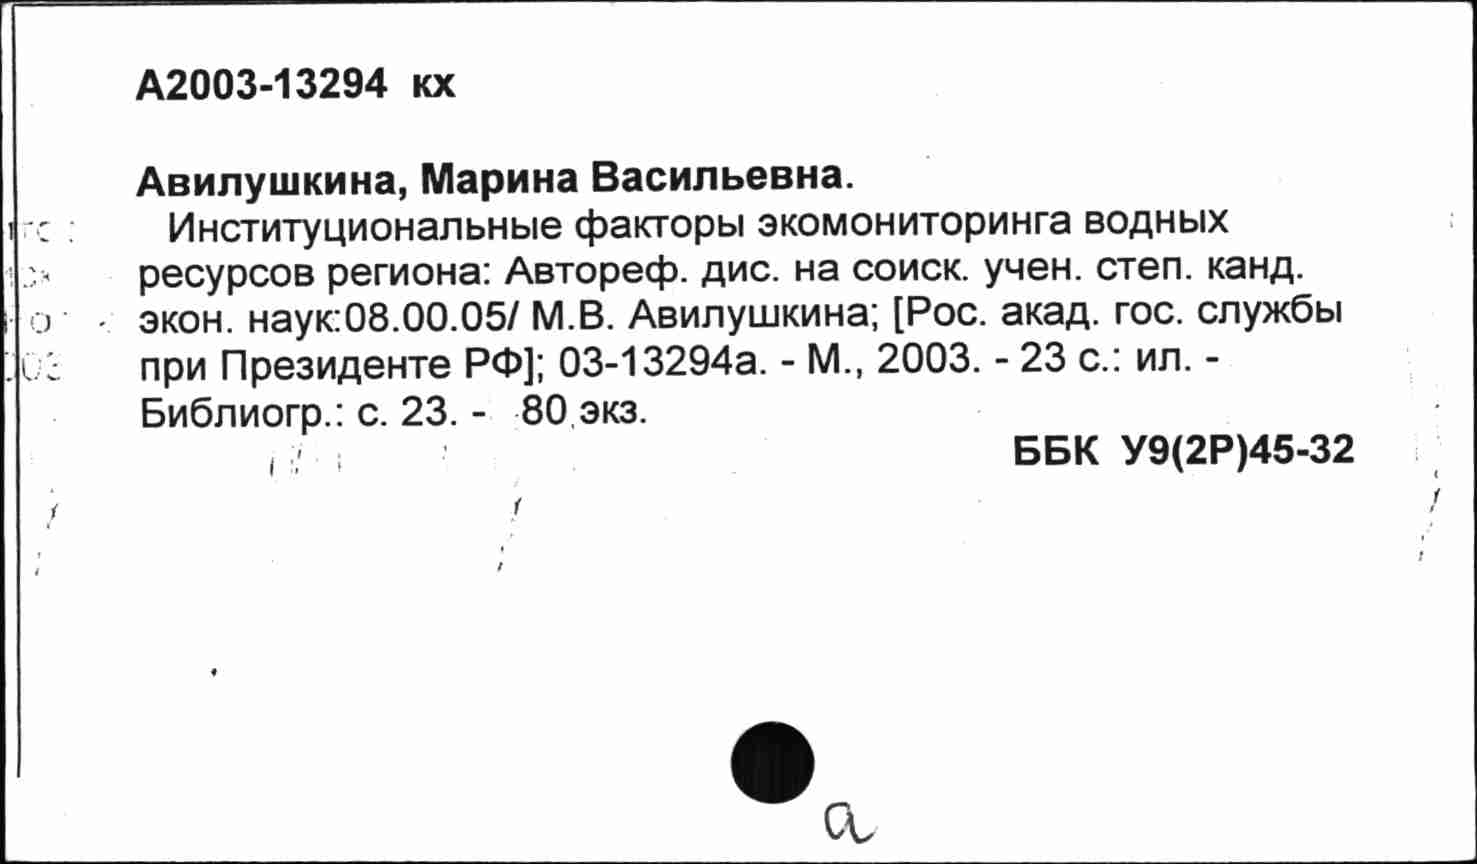 А2003-13294 кх
Авилушкина, Марина Васильевна.
Институциональные факторы экомониторинга водных
ресурсов региона: Автореф. дис. на соиск. учен. степ. канд.
экон. наук:08.00.05/ М.В. Авилушкина; [Рос. акад. гос. службы
при Президенте РФ]; 03-13294а. - М., 2003. - 23 с.: ил. -
Библиогр.: с. 23. - 80 экз.
ББК У9(2Р)45-32
а